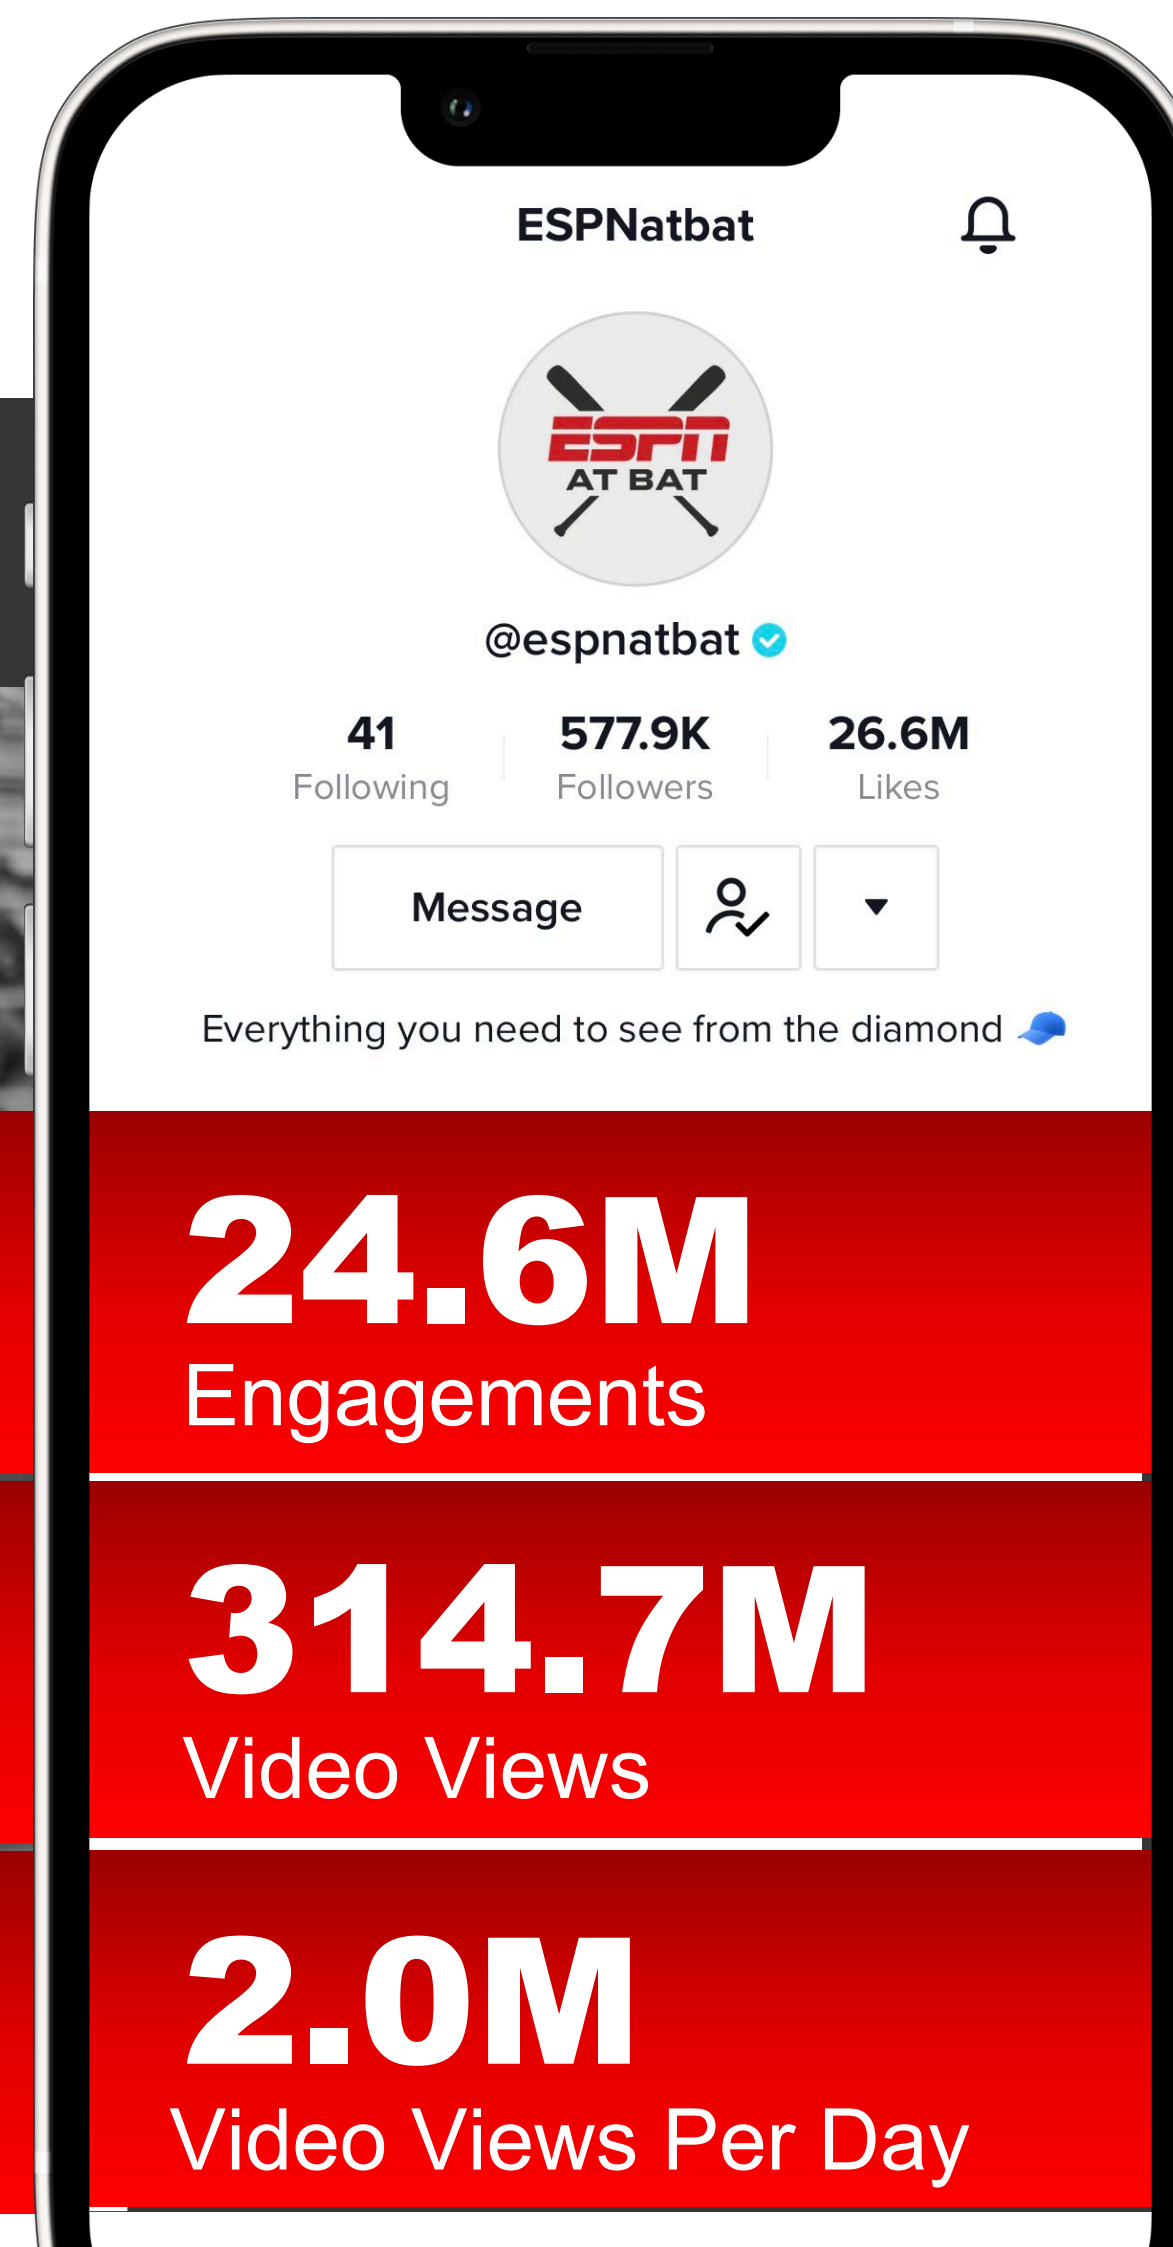 ESPNatbat
ESPN
AT BAT
@espnatbat
41 577.9K 26.6M
Following Followers Likes
Message
Everything you need to see from the diamond 🧢
24.6M
Engagements
314.7M
Video Views
2.0M
Video Views Per Day